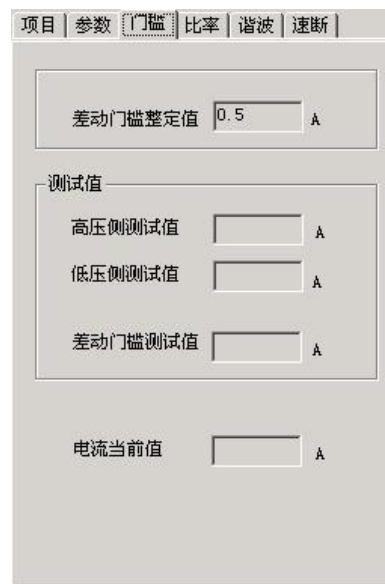 项目 参数 门槛 比率 谐波 速断
差动门槛整定值 0.5 A
测试值
高压侧测试值 A
低压侧测试值 A
差动门槛测试值 A
电流当前值 A